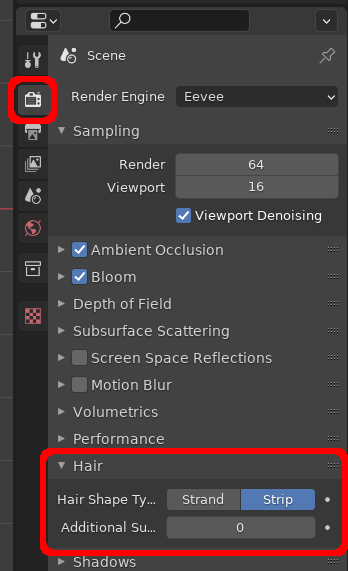 Scene
Render Engine Eevee
Sampling
Render 64
Viewport 16
Viewport Denoising
Ambient Occlusion
Bloom
Depth of Field
Subsurface Scattering
Screen Space Reflections
Motion Blur
Volumetrics
Performance
Hair
Hair Shape Ty... Strand Strip
Additional Su... 0
Shadows